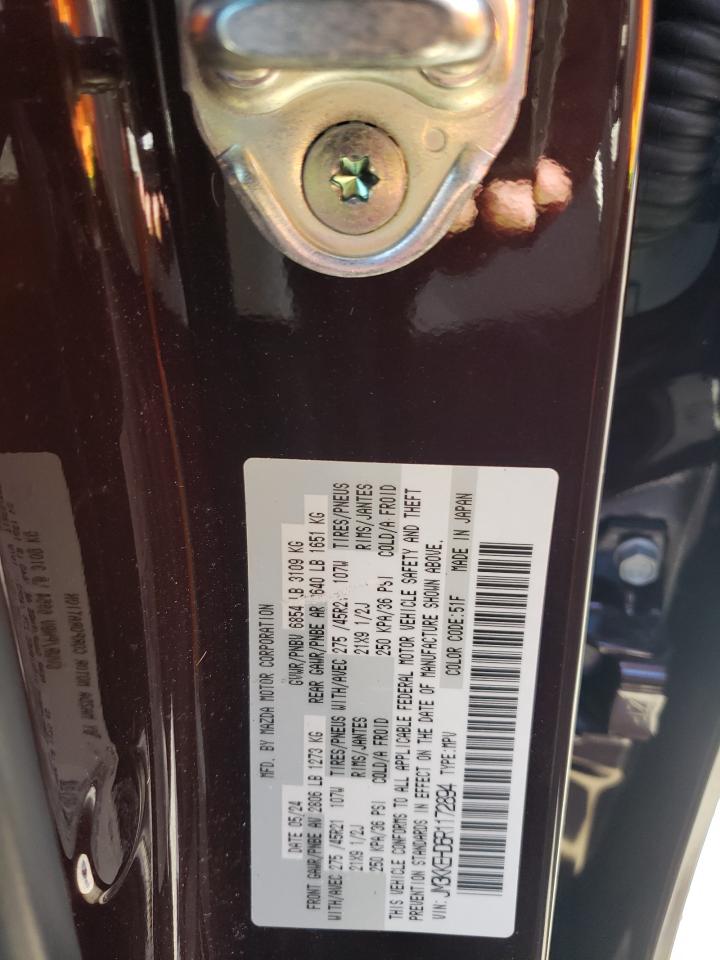 MFD. BY MAZDA MOTOR CORPORATION
DATE 05/24 GVWR/PNBV 6854 LB 3109 KG
FRONT GAWR/PNBE AV 2806 LB 1273 KG REAR GAWR/PNBE AR 3640 LB 1651 KG
WITH/AVEC 275 /45R21 107W TIRES/PNEUS WITH/AVEC 275 /45R21 107W TIRES/PNEUS
21X9 1/2J RIMS/JANTES 21X9 1/2J RIMS/JANTES
250 KPA/36 PSI COLD/A FROID 250 KPA/36 PSI COLD/A FROID
THIS VEHICLE CONFORMS TO ALL APPLICABLE FEDERAL MOTOR VEHICLE SAFETY AND THEFT
PREVENTION STANDARDS IN EFFECT ON THE DATE OF MANUFACTURE SHOWN ABOVE.
VIN: TYPE:MPV COLOR CODE:51F MADE IN JAPAN